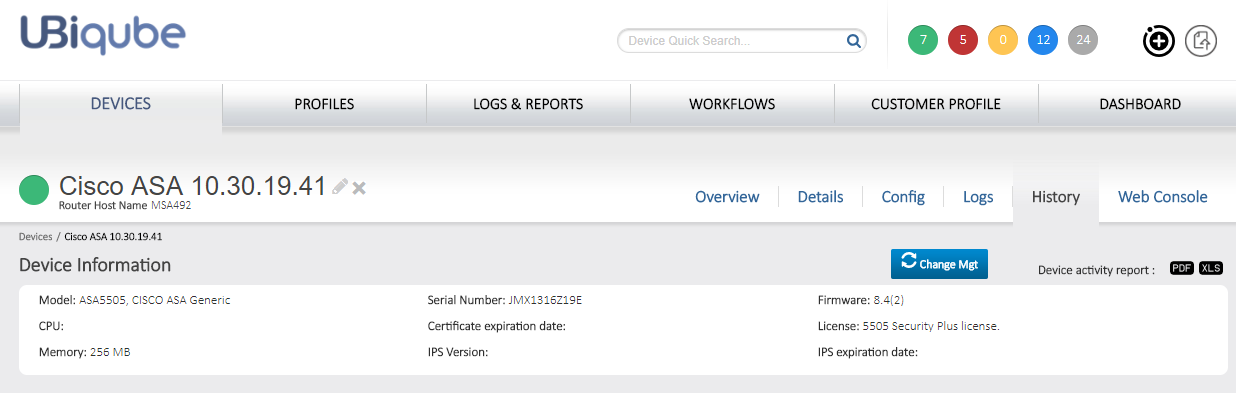 UBiqube
Device Quick Search...
7 5 0 12 24
DEVICES PROFILES LOGS & REPORTS WORKFLOWS CUSTOMER PROFILE DASHBOARD
Cisco ASA 10.30.19.41
Router Host Name MSA492
Overview Details Config Logs History Web Console
Devices / Cisco ASA 10.30.19.41
Device Information
Change Mgt
Device activity report : PDF XLS
Model: ASA5505, CISCO ASA Generic Serial Number: JMX1316Z19E Firmware: 8.4(2)
CPU: Certificate expiration date: License: 5505 Security Plus license.
Memory: 256 MB IPS Version: IPS expiration date: